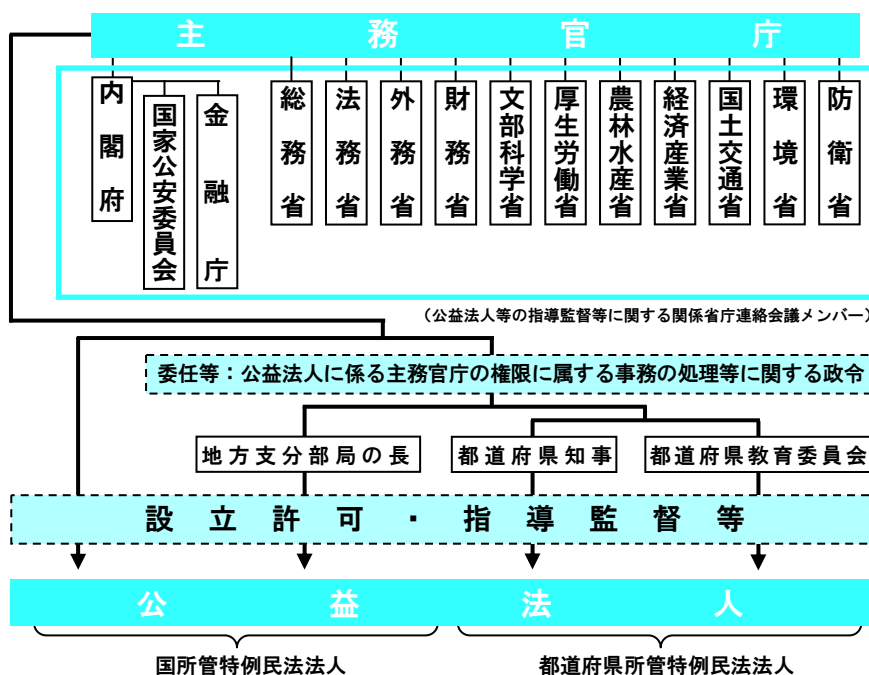 主務官庁
内閣府
国家公安委員会
金融庁
総務省
法務省
外務省
財務省
文部科学省
厚生労働省
農林水産省
経済産業省
国土交通省
環境省
防衛省
（公益法人等の指導監督等に関する関係省庁連絡会議メンバー）
委任等：公益法人に係る主務官庁の権限に属する事務の処理等に関する政令
地方支分部局の長
都道府県知事
都道府県教育委員会
設立許可・指導監督等
公益法人
国所管特例民法法人
都道府県所管特例民法法人